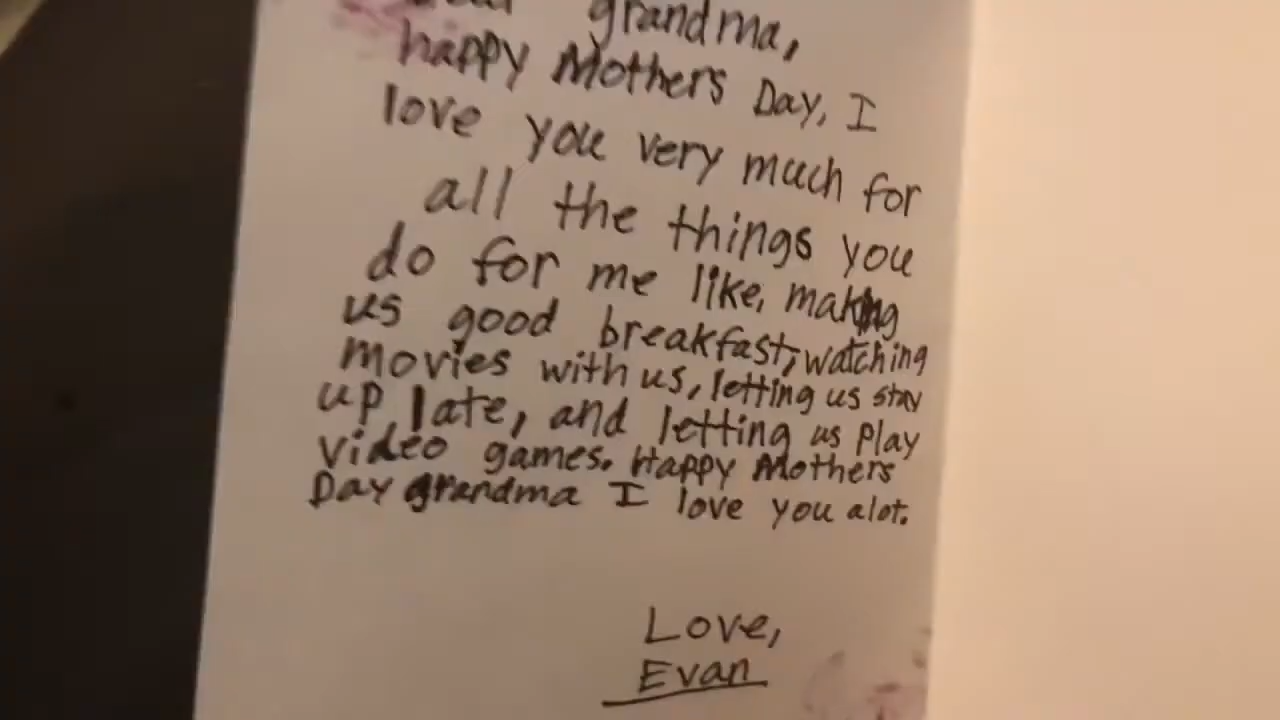 grandma,
happy Mothers Day, I
love you very much for
all the things you
do for me like, making
us good breakfast, watching
movies with us, letting us stay
up late, and letting us play
video games. Happy Mothers
Day grandma I love you alot.
Love,
Evan